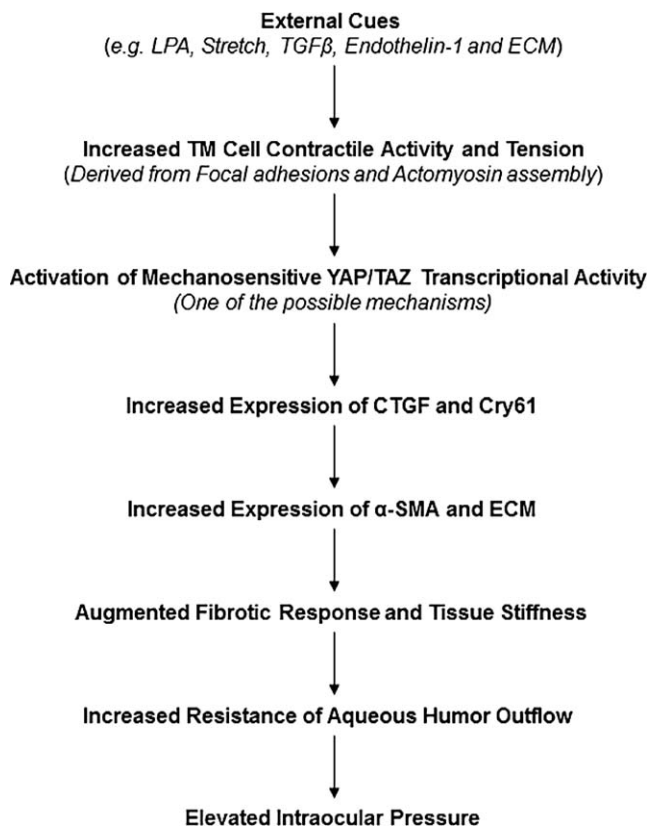 External Cues
(e.g. LPA, Stretch, TGFβ, Endothelin-1 and ECM)
Increased TM Cell Contractile Activity and Tension
(Derived from Focal adhesions and Actomyosin assembly)
Activation of Mechanosensitive YAP/TAZ Transcriptional Activity
(One of the possible mechanisms)
Increased Expression of CTGF and Cry61
Increased Expression of α-SMA and ECM
Augmented Fibrotic Response and Tissue Stiffness
Increased Resistance of Aqueous Humor Outflow
Elevated Intraocular Pressure